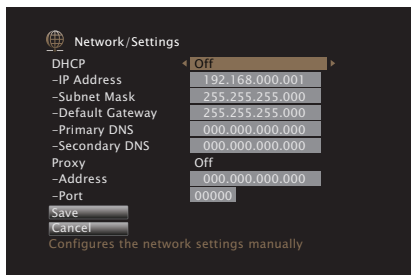 Network/Settings
DHCP Off
–IP Address 192.168.000.001
–Subnet Mask 255.255.255.000
–Default Gateway 255.255.255.000
–Primary DNS 000.000.000.000
–Secondary DNS 000.000.000.000
Proxy Off
–Address 000.000.000.000
–Port 00000
Save
Cancel
Configures the network settings manually